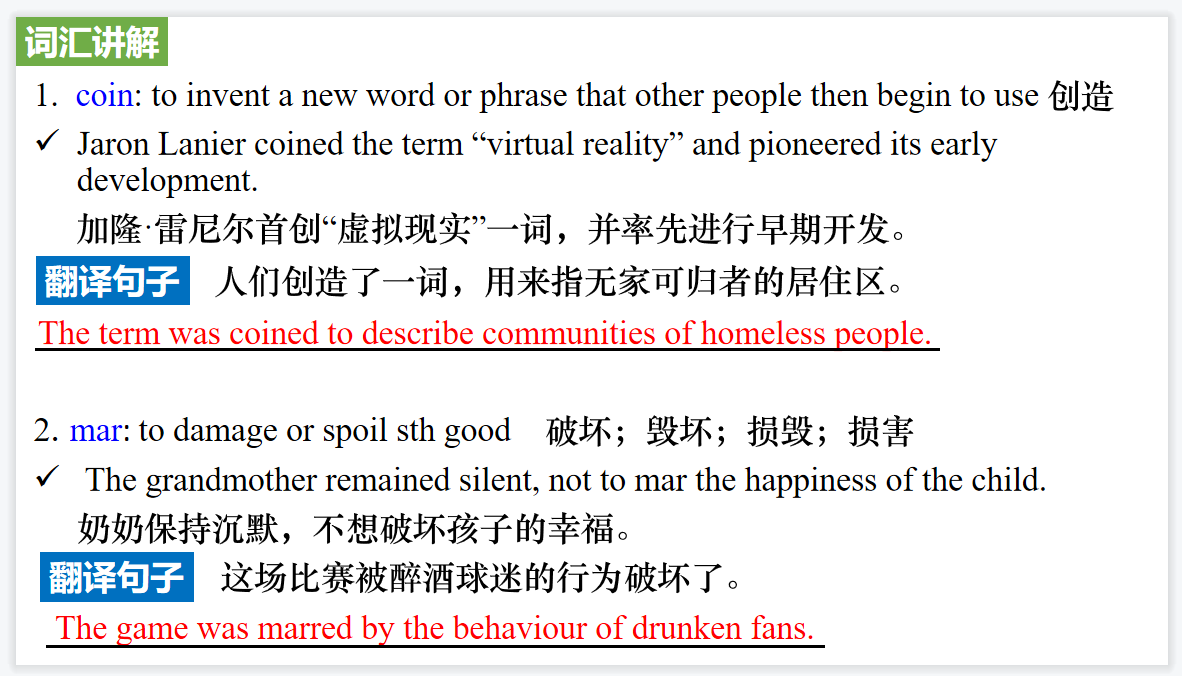 词汇讲解
1. coin: to invent a new word or phrase that other people then begin to use 创造
✓ Jaron Lanier coined the term “virtual reality” and pioneered its early
development.
加隆·雷尼尔首创“虚拟现实”一词，并率先进行早期开发。
翻译句子 人们创造了一词，用来指无家可归者的居住区。
The term was coined to describe communities of homeless people.
2. mar: to damage or spoil sth good 破坏；毁坏；损毁；损害
✓ The grandmother remained silent, not to mar the happiness of the child.
奶奶保持沉默，不想破坏孩子的幸福。
翻译句子 这场比赛被醉酒球迷的行为破坏了。
The game was marred by the behaviour of drunken fans.